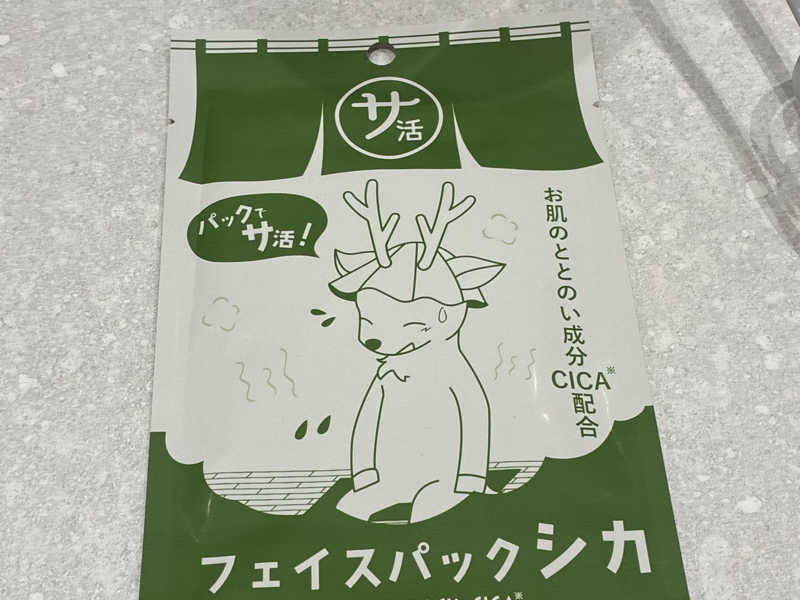 サ活
パックで
サ活!
お肌のととのい成分
CICA※
配合
フェイスパックシカ